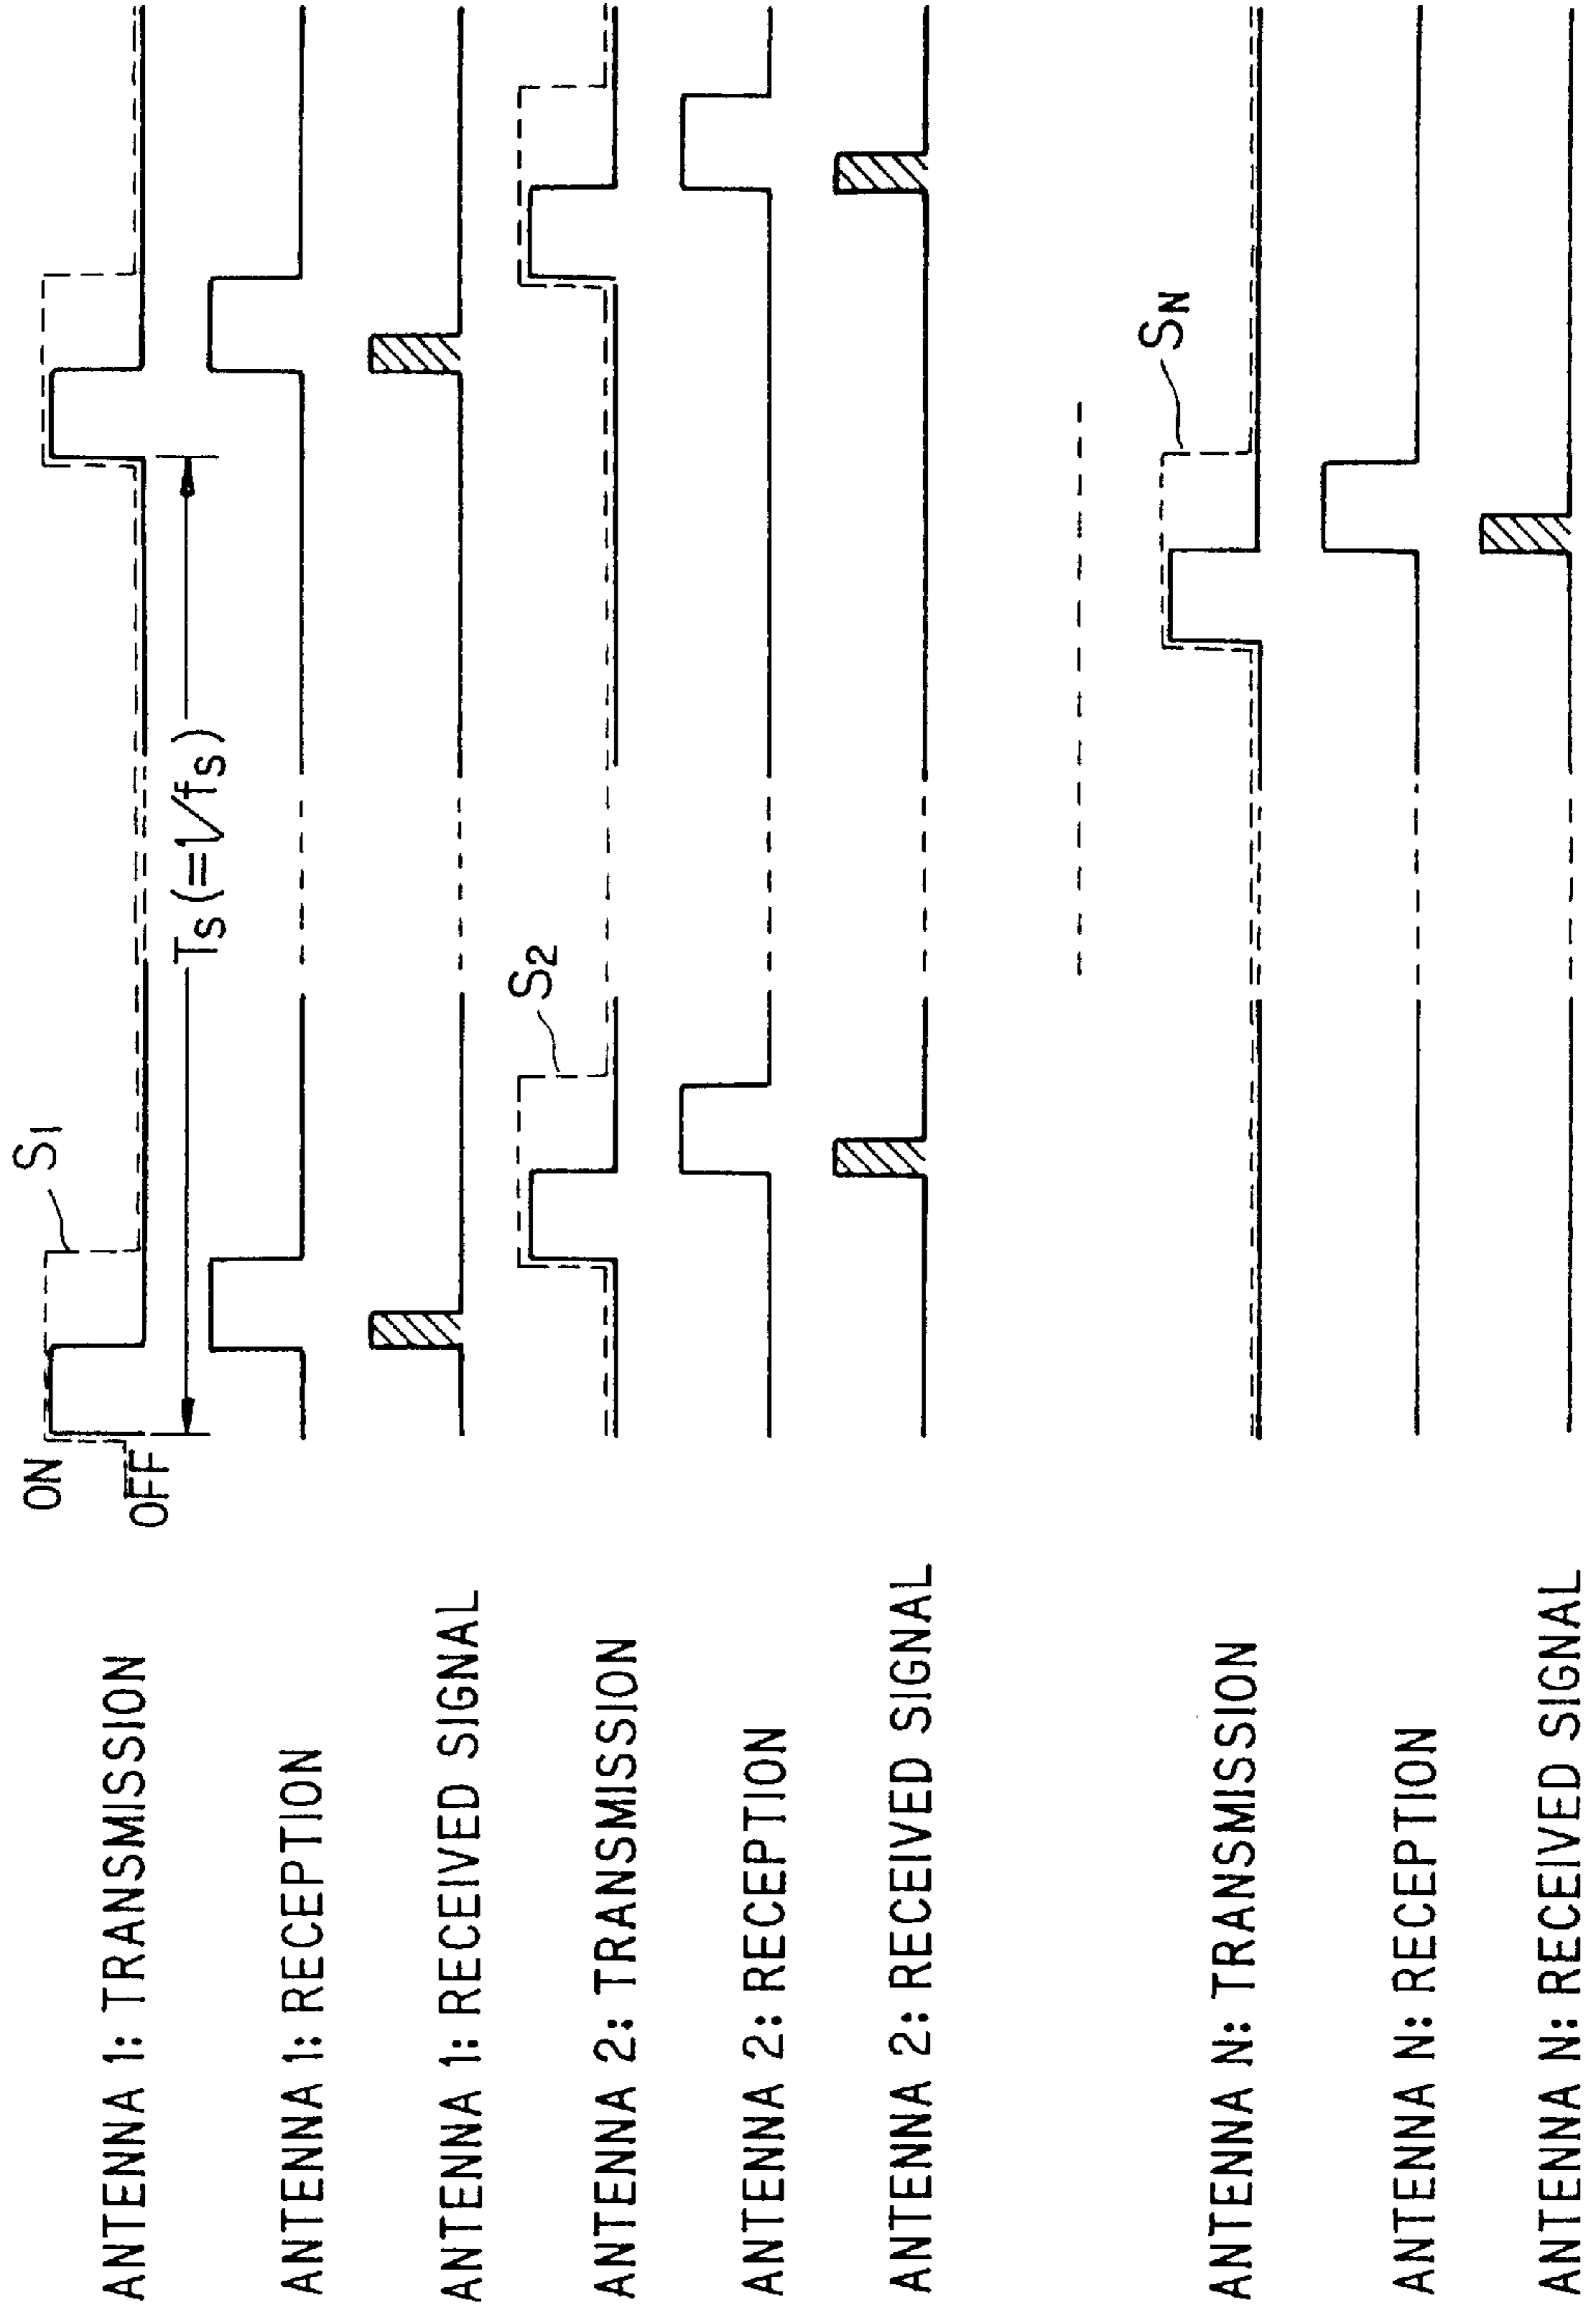 ON
S1
OFF
ANTENNA 1: TRANSMISSION
Ts (=1/fs)
ANTENNA 1: RECEPTION
ANTENNA 1: RECEIVED SIGNAL
S2
ANTENNA 2: TRANSMISSION
ANTENNA 2: RECEPTION
ANTENNA 2: RECEIVED SIGNAL
SN
ANTENNA N: TRANSMISSION
ANTENNA N: RECEPTION
ANTENNA N: RECEIVED SIGNAL